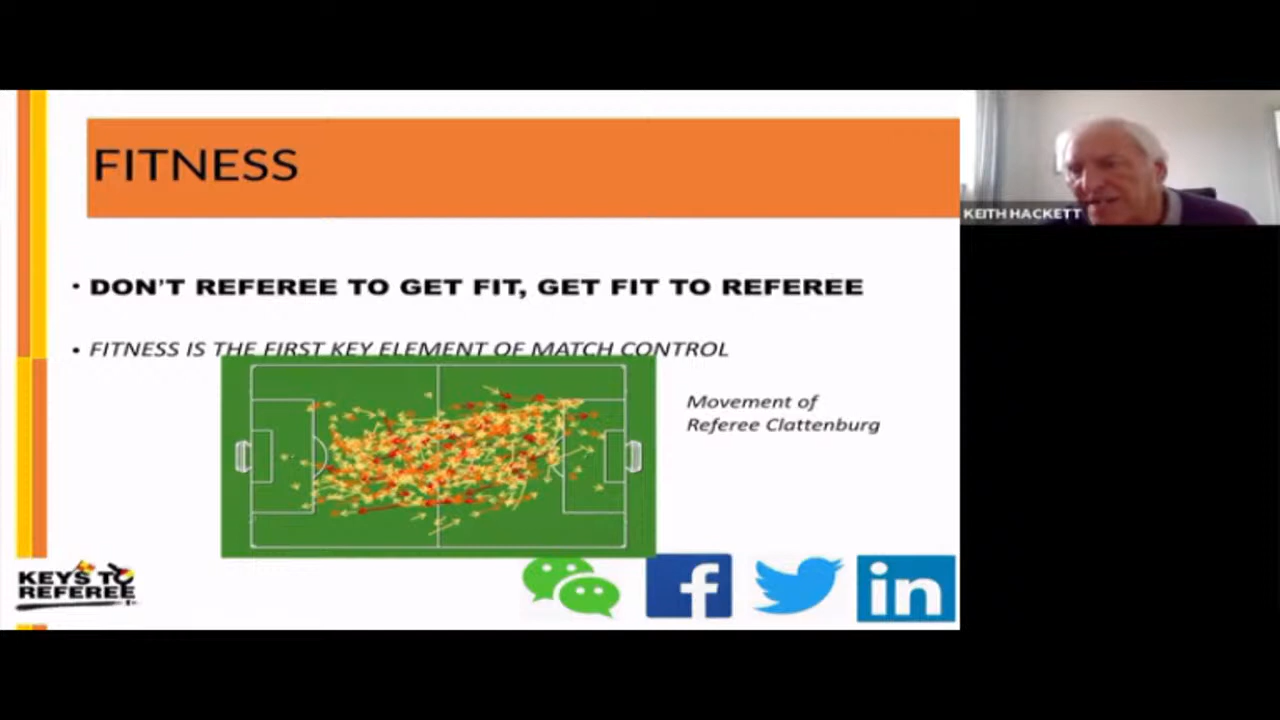 FITNESS
KEITH HACKETT
• DON'T REFEREE TO GET FIT, GET FIT TO REFEREE
• FITNESS IS THE FIRST KEY ELEMENT OF MATCH CONTROL
Movement of
Referee Clattenburg
KEYS TO
REFEREE
f
in